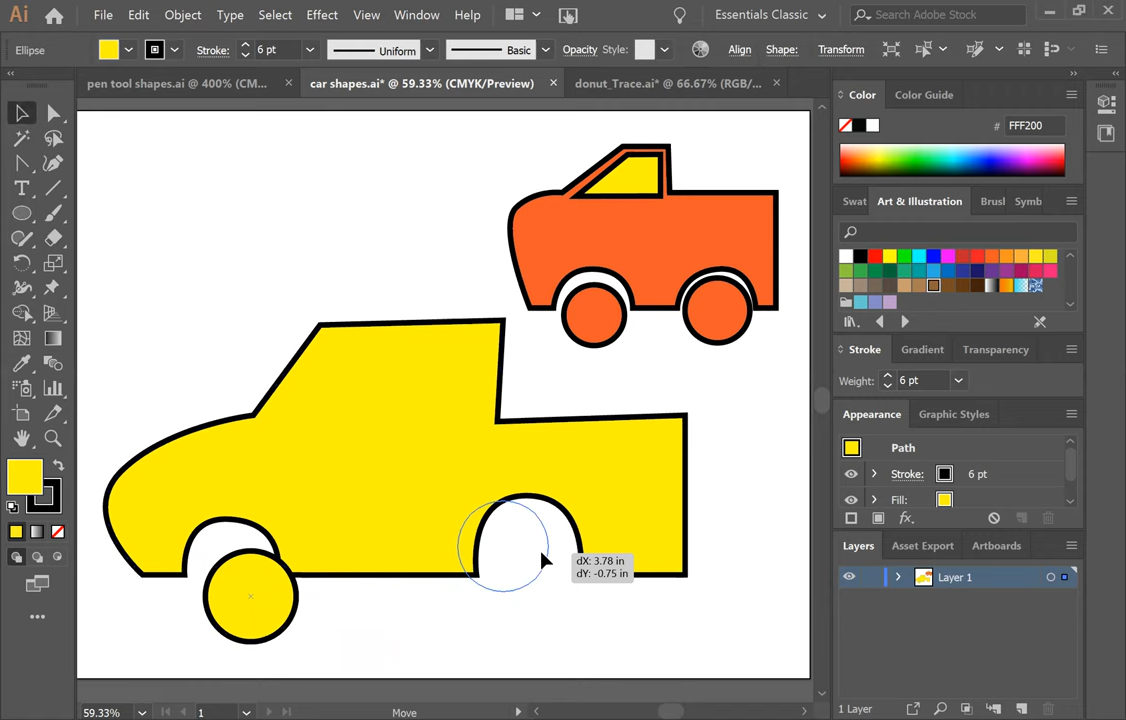 Ai File Edit Object Type Select Effect View Window Help Essentials Classic Search Adobe Stock
Ellipse Stroke: 6 pt Uniform Basic Opacity Style: Align Shape: Transform
pen tool shapes.ai @ 400% (CM... × car shapes.ai* @ 59.33% (CMYK/Preview) × donut_Trace.ai* @ 66.67% (RGB/... ×
Color Color Guide
# FFF200
Swat Art & Illustration Brusl Symb
Stroke Gradient Transparency
Weight: 6 pt
Appearance Graphic Styles
Path
Stroke: 6 pt
Fill:
fx
Layers Asset Export Artboards
Layer 1
dX: 3.78 in
dY: -0.75 in
1 Layer
59.33% 1 Move